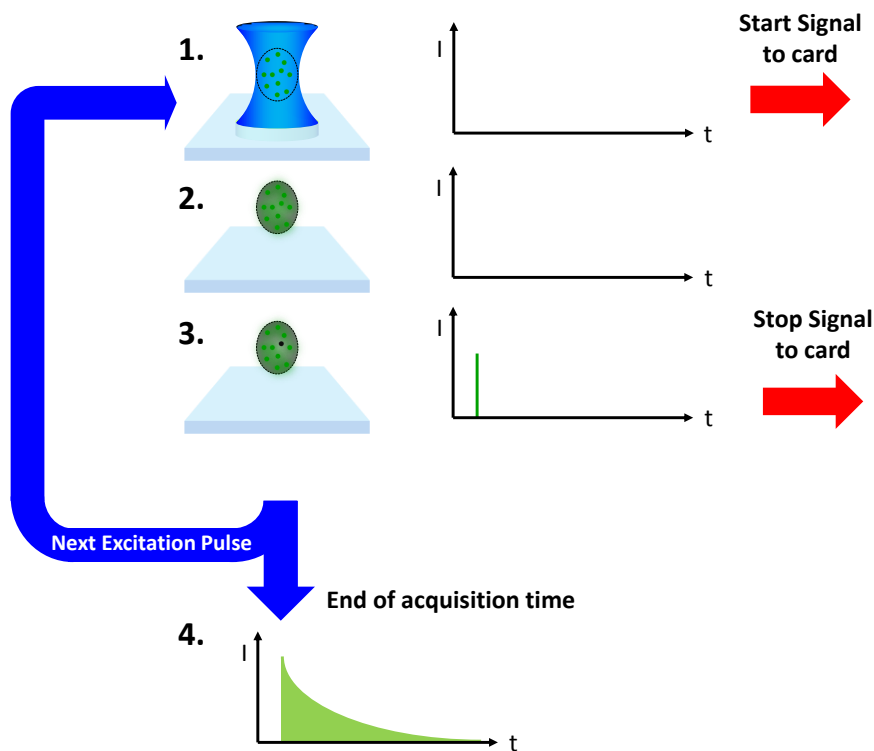 1.
I
t
Start Signal
to card
2.
I
t
3.
I
t
Stop Signal
to card
Next Excitation Pulse
End of acquisition time
4.
I
t